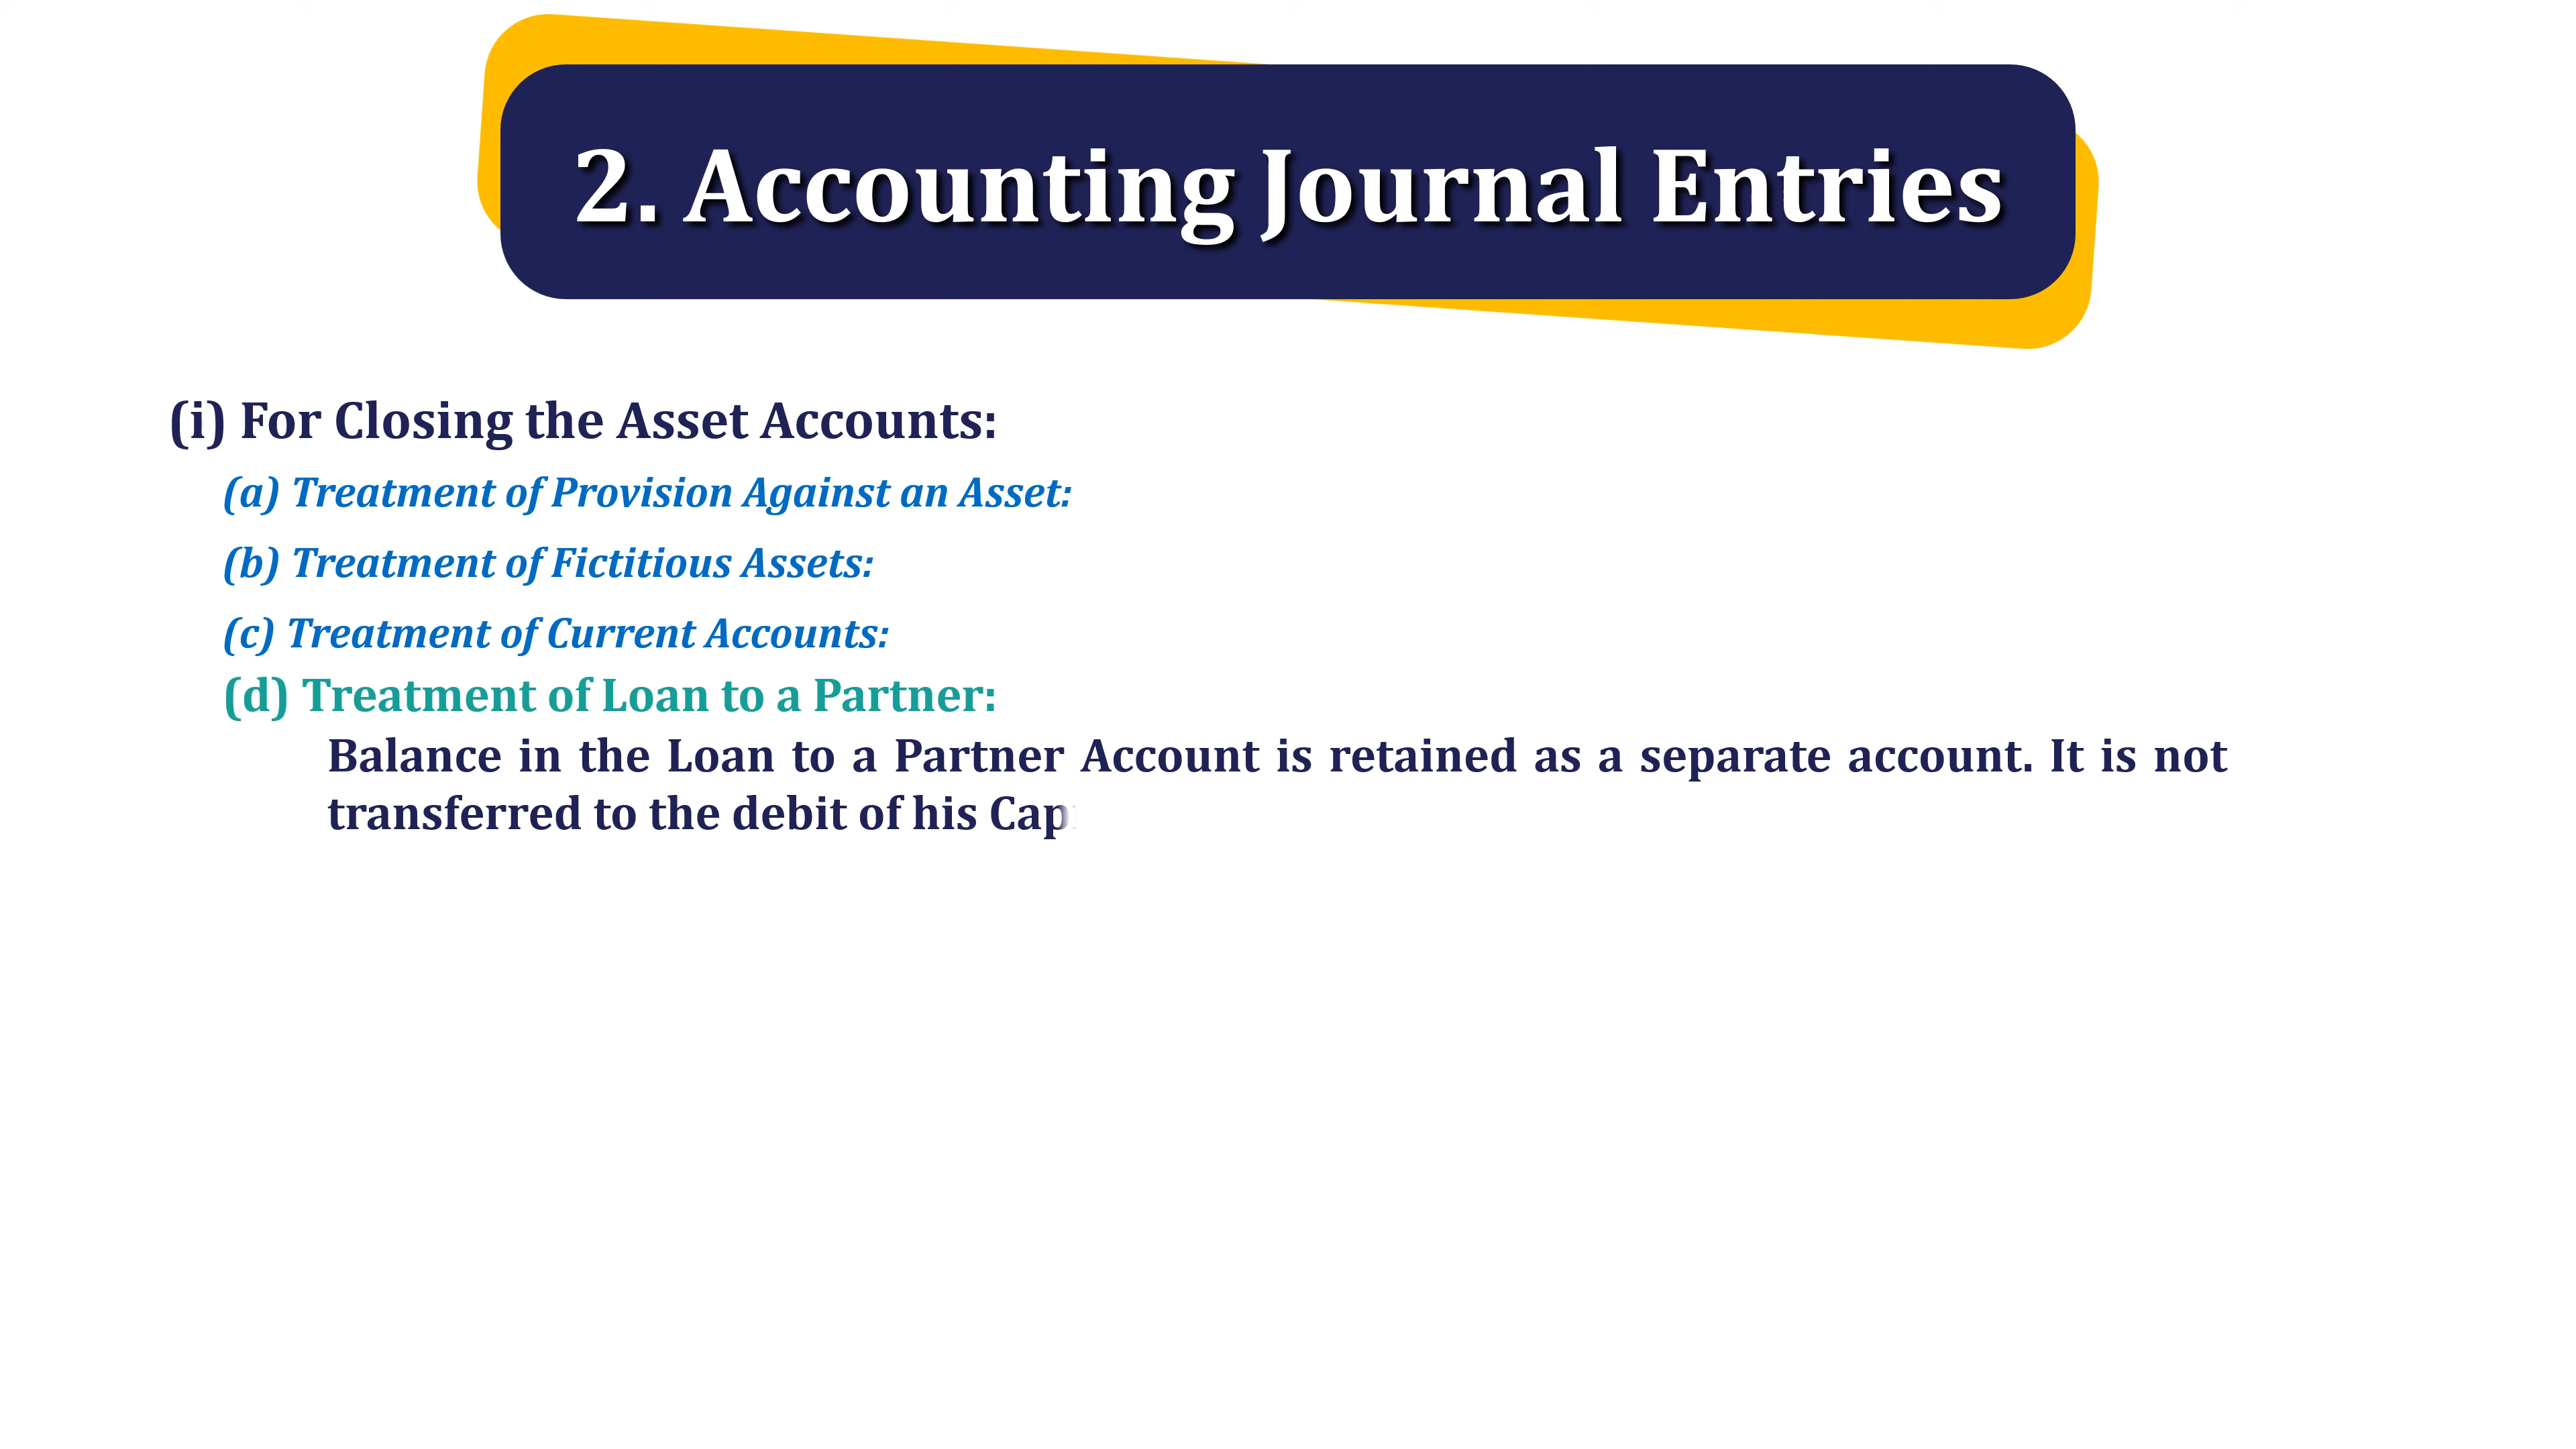 2. Accounting Journal Entries
(i) For Closing the Asset Accounts:
(a) Treatment of Provision Against an Asset:
(b) Treatment of Fictitious Assets:
(c) Treatment of Current Accounts:
(d) Treatment of Loan to a Partner:
Balance in the Loan to a Partner Account is retained as a separate account. It is not
transferred to the debit of his Cap